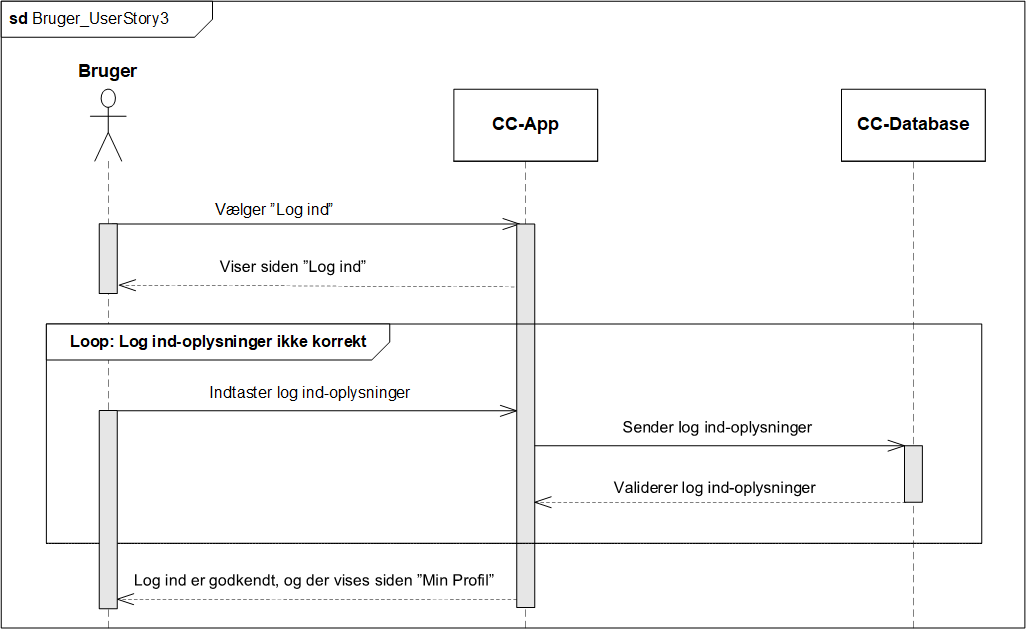 sd Bruger_UserStory3
Bruger
CC-App
CC-Database
Vælger ”Log ind”
Viser siden ”Log ind”
Loop: Log ind-oplysninger ikke korrekt
Indtaster log ind-oplysninger
Sender log ind-oplysninger
Validerer log ind-oplysninger
Log ind er godkendt, og der vises siden ”Min Profil”